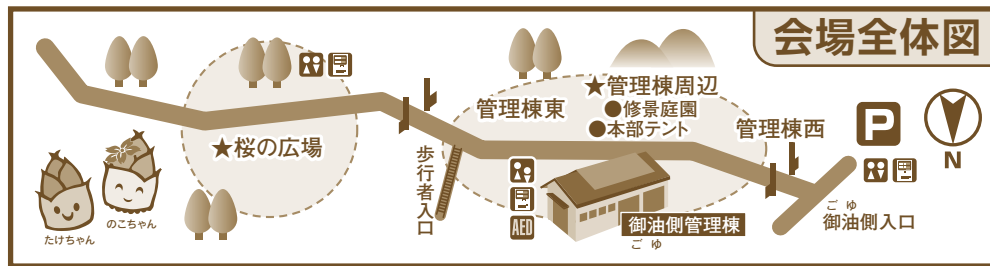 会場全体図
★管理棟周辺
●修景庭園
●本部テント
管理棟東
管理棟西
★桜の広場
P
N
歩行者入口
AED
御油側管理棟
ごゆ
ごゆ
御油側入口
のこちゃん
たけちゃん